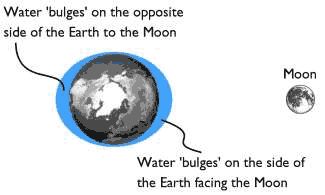 Water 'bulges' on the opposite
side of the Earth to the Moon
Moon
Water 'bulges' on the side of
the Earth facing the Moon